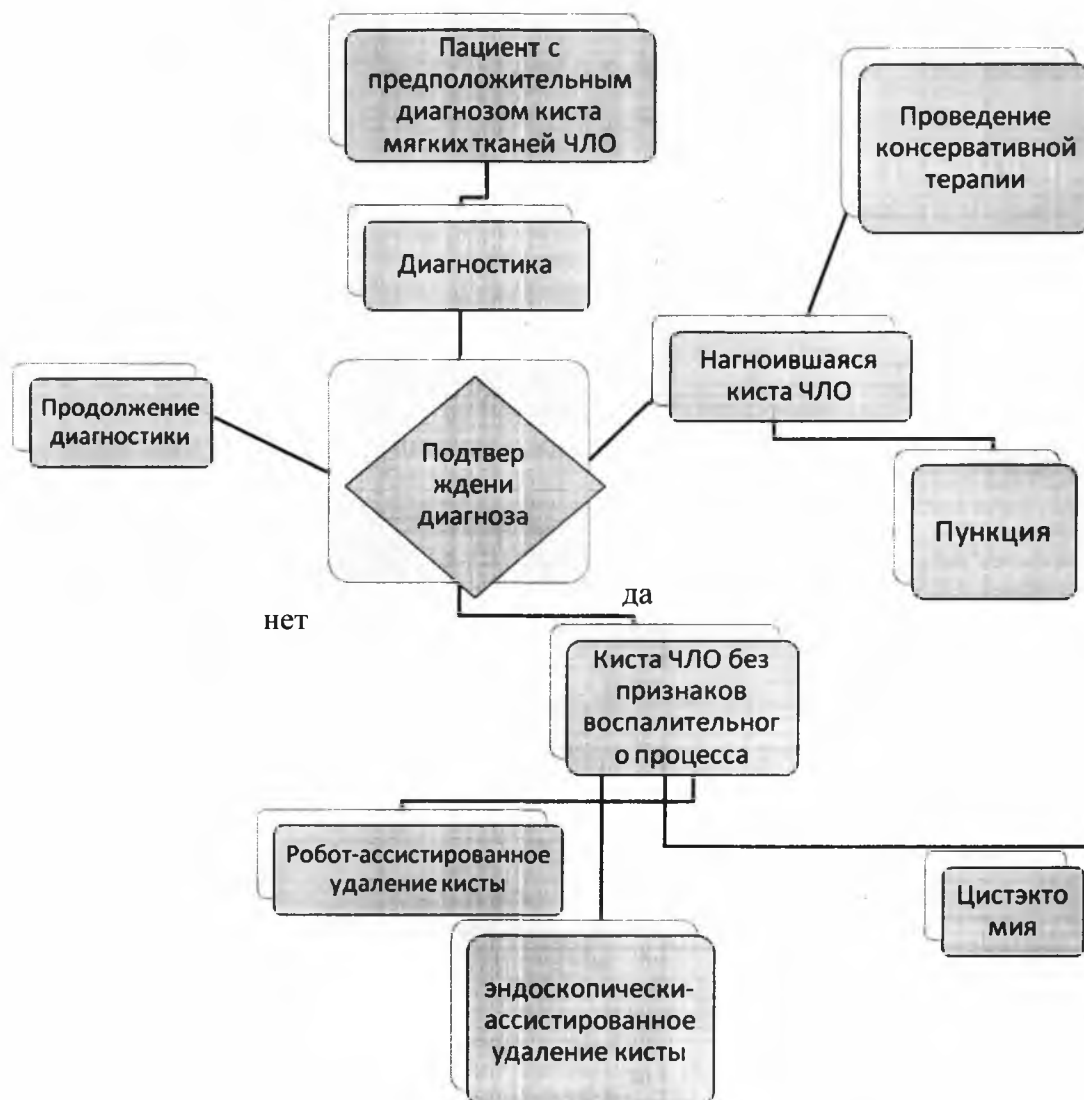 Пациент с
предположительным
диагнозом киста
мягких тканей ЧЛО
Проведение
консервативной
терапии
Диагностика
Нагноившаяся
киста ЧЛО
Продолжение
диагностики
Подтвер
ждени
диагноза
Пункция
нет
да
Киста ЧЛО без
признаков
воспалительног
о процесса
Робот-ассистированное
удаление кисты
Цистэкто
мия
эндоскопически-
ассистированное
удаление кисты